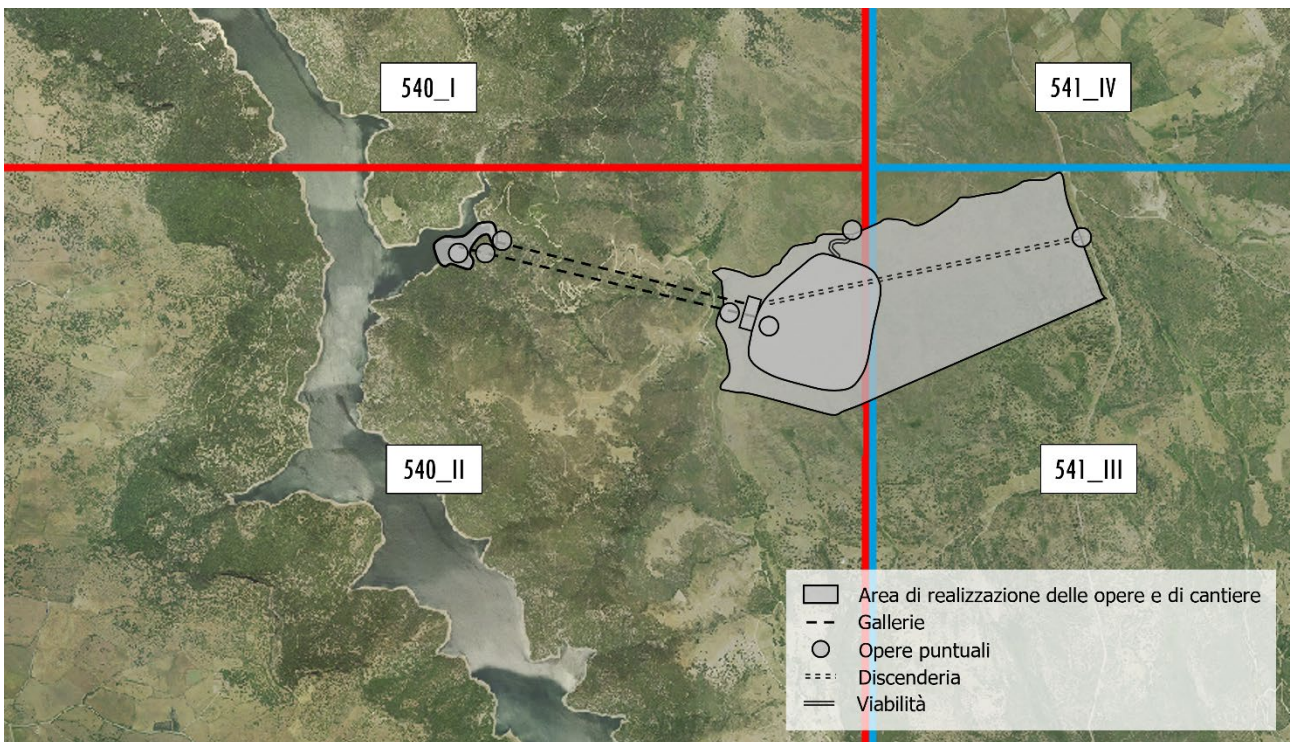 540_I
541_IV
540_II
541_III
Area di realizzazione delle opere e di cantiere
Gallerie
Opere puntuali
Discenderia
Viabilità